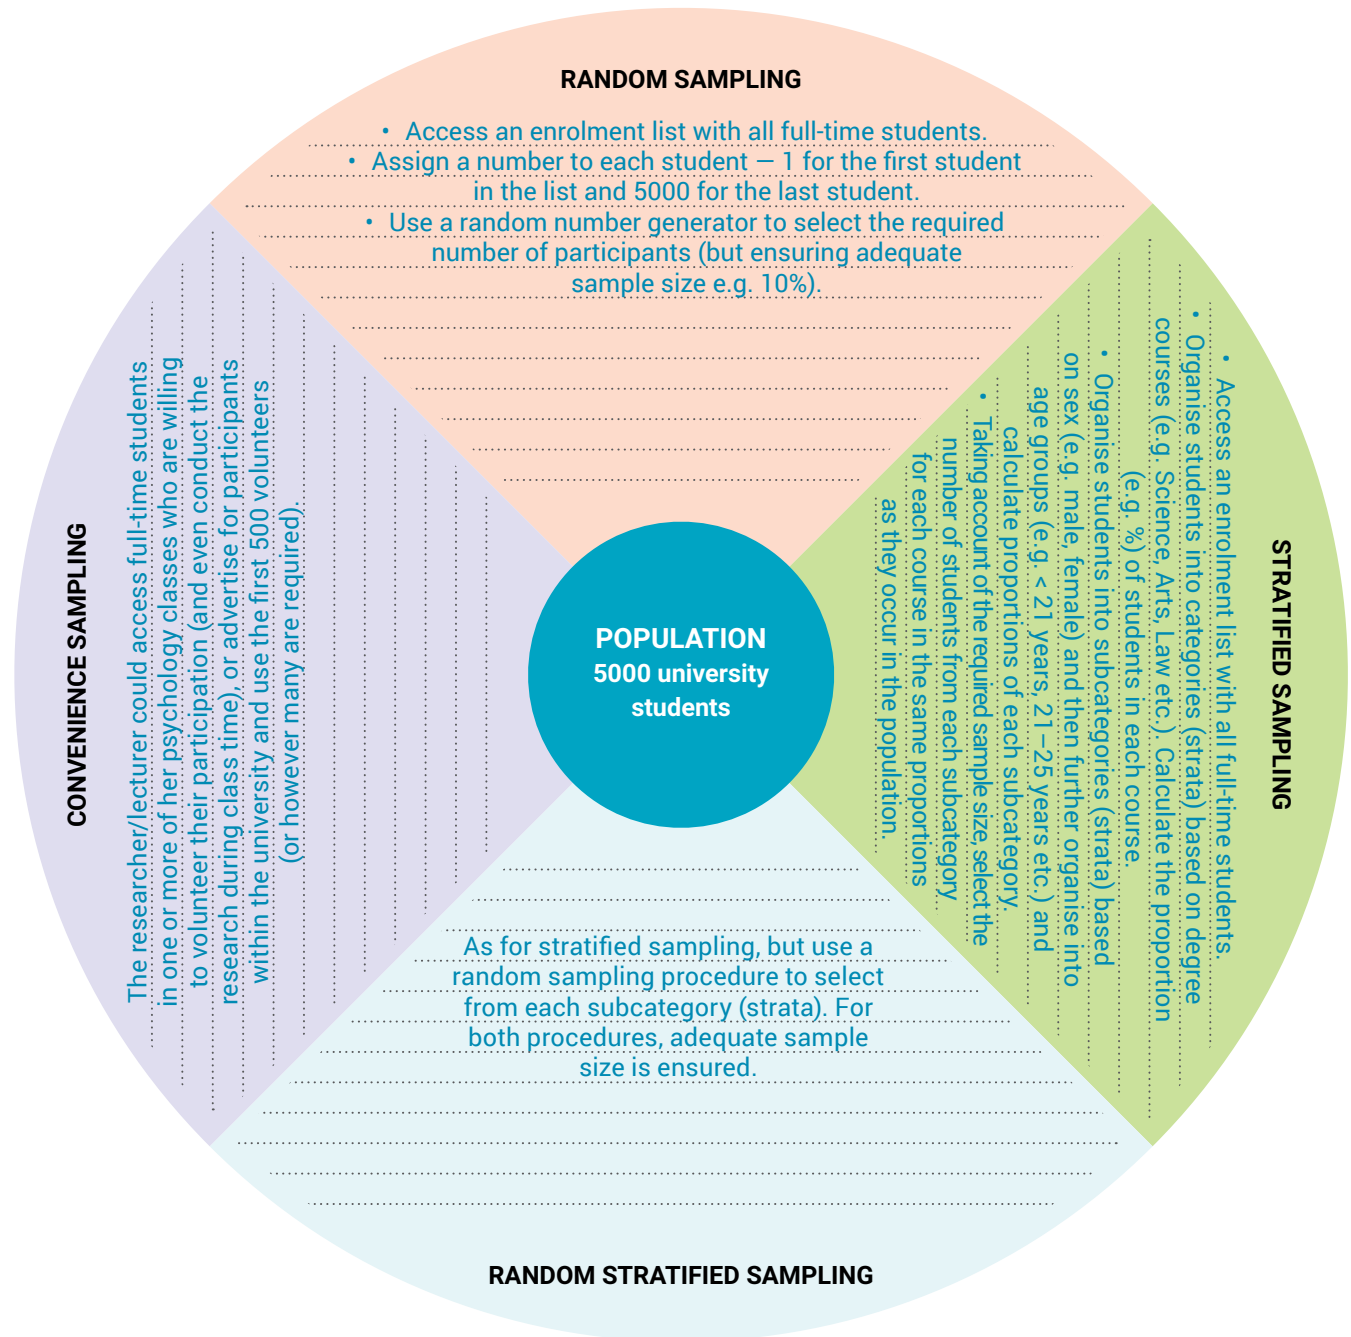 RANDOM SAMPLING
• Access an enrolment list with all full-time students.
• Assign a number to each student — 1 for the first student
in the list and 5000 for the last student.
• Use a random number generator to select the required
number of participants (but ensuring adequate
sample size e.g. 10%).
STRATIFIED SAMPLING
• Access an enrolment list with all full-time students.
• Organise students into categories (strata) based on degree
courses (e.g. Science, Arts, Law etc.). Calculate the proportion
(e.g. %) of students in each course.
• Organise students into subcategories (strata) based
on sex (e.g. male, female) and then further organise into
age groups (e.g. < 21 years, 21–25 years etc.) and
calculate proportions of each subcategory.
• Taking account of the required sample size, select the
number of students from each subcategory
for each course in the same proportions
as they occur in the population.
POPULATION
5000 university
students
CONVENIENCE SAMPLING
The researcher/lecturer could access full-time students
in one or more of her psychology classes who are willing
to volunteer their participation (and even conduct the
research during class time), or advertise for participants
within the university and use the first 500 volunteers
(or however many are required).
As for stratified sampling, but use a
random sampling procedure to select
from each subcategory (strata). For
both procedures, adequate sample
size is ensured.
RANDOM STRATIFIED SAMPLING